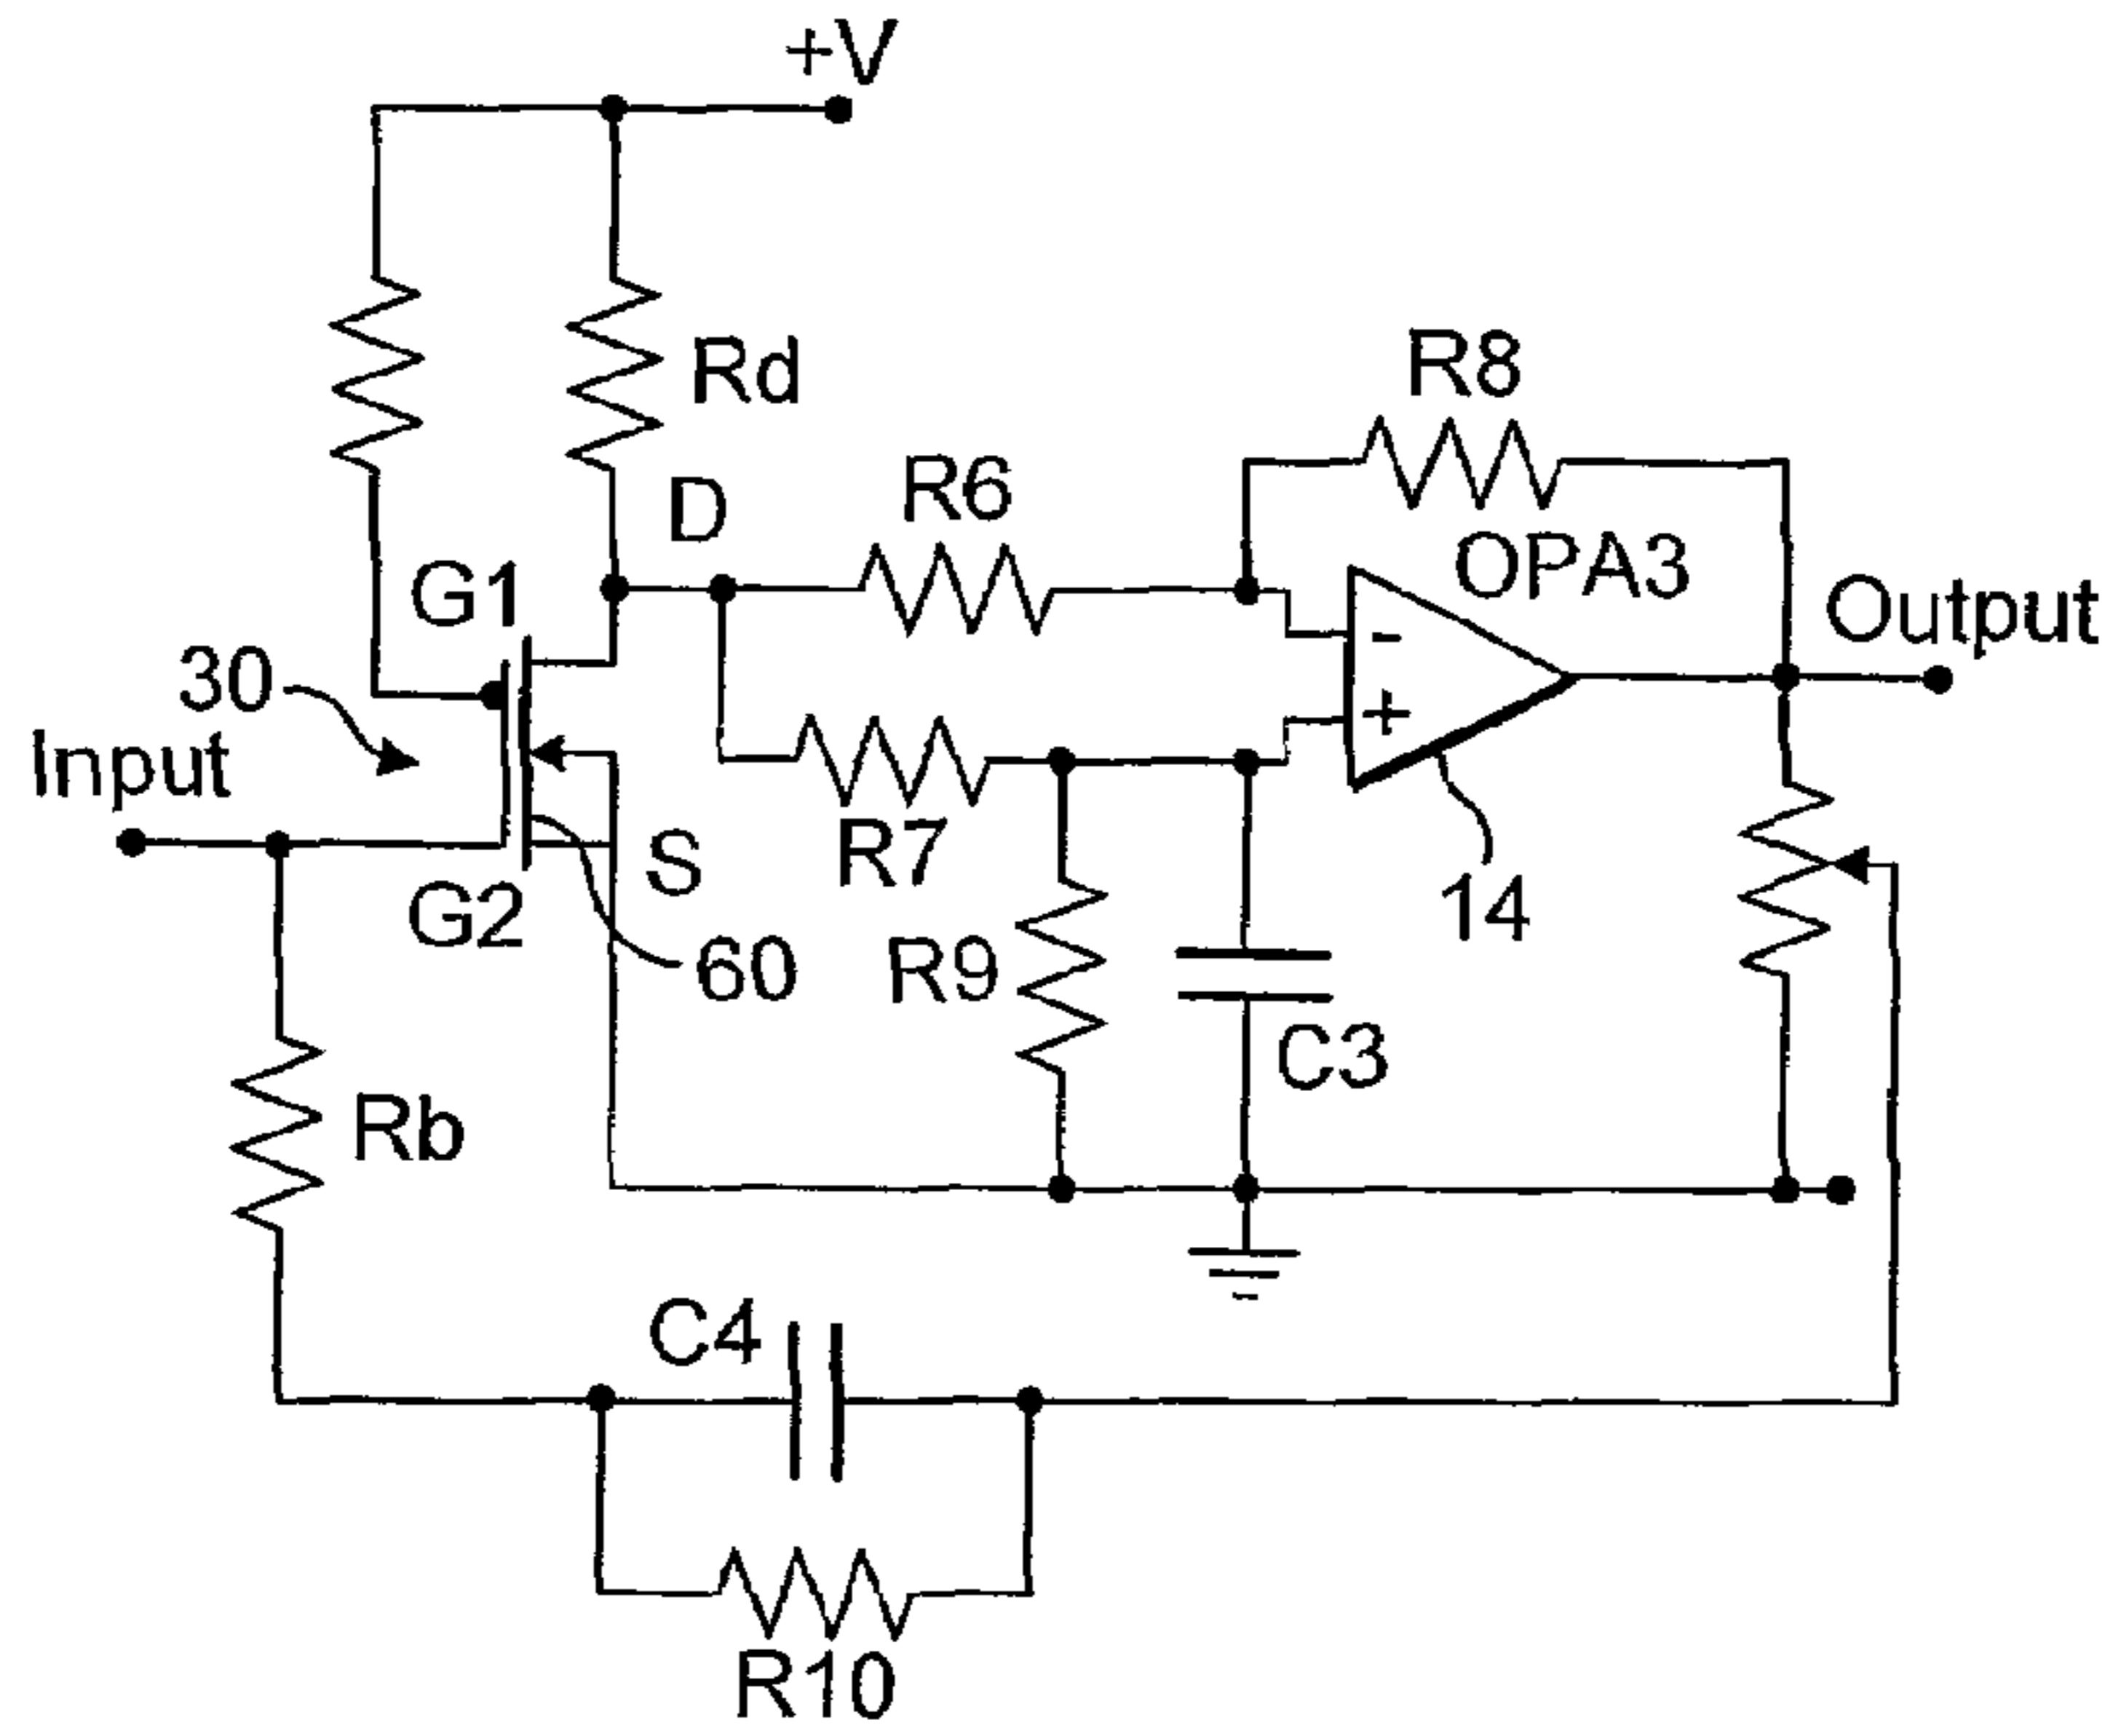 +V
Rd
R8
D
R6
OPA3
G1
Output
30
-
+
Input
R7
S
14
G2
60
R9
C3
Rb
C4
R10